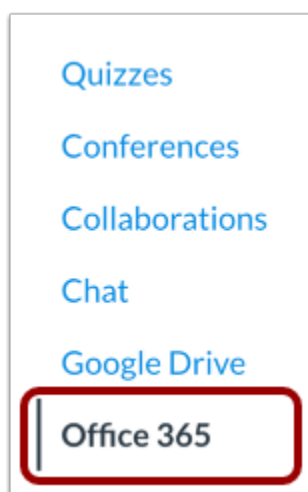 Quizzes
Conferences
Collaborations
Chat
Google Drive
Office 365